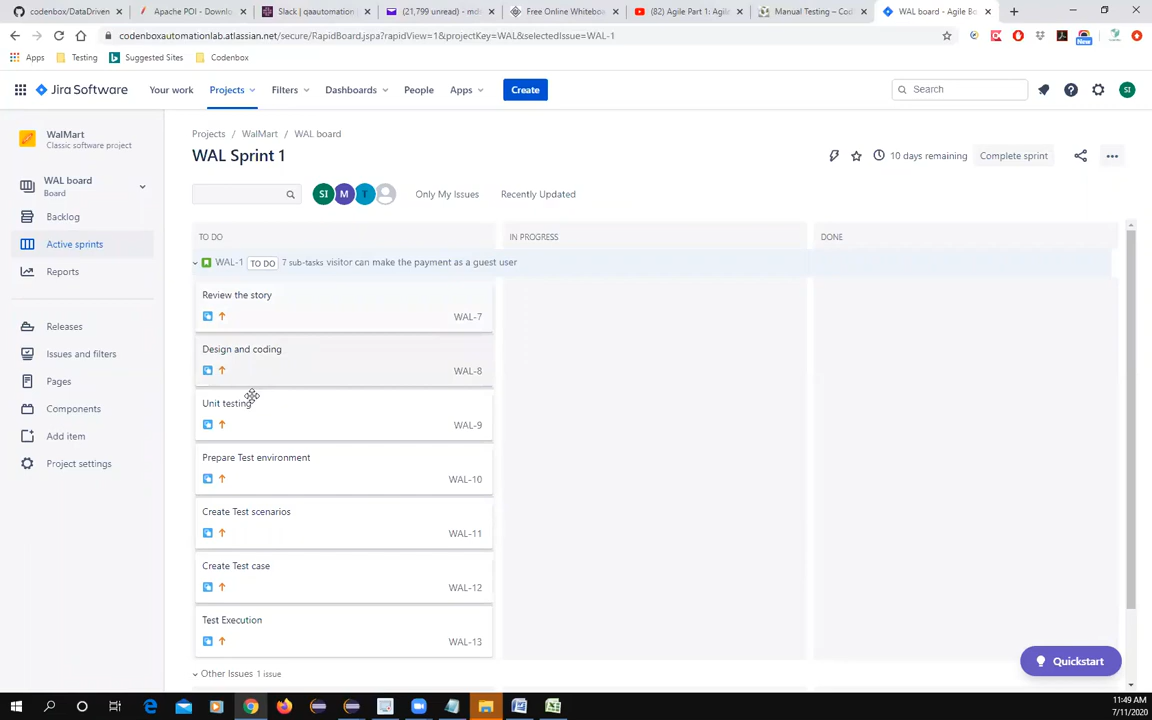 codenbox/DataDriven
Apache POI - Downlo
Slack | qaautomation
(21,799 unread) - mdt
Free Online Whiteboa
(82) Agile Part 1: Agile
Manual Testing – Cod
WAL board - Agile Bo
codenboxautomationlab.atlassian.net/secure/RapidBoard.jspa?rapidView=1&projectKey=WAL&selectedIssue=WAL-1
New
Apps
Testing
Suggested Sites
Codenbox
Jira Software
Your work
Projects
Filters
Dashboards
People
Apps
Create
Search
SI
WalMart
Classic software project
WAL board
Board
Backlog
Active sprints
Reports
Releases
Issues and filters
Pages
Components
Add item
Project settings
Projects / WalMart / WAL board
WAL Sprint 1
10 days remaining
Complete sprint
SI
M
T
Only My Issues
Recently Updated
TO DO
IN PROGRESS
DONE
WAL-1 TO DO 7 sub-tasks visitor can make the payment as a guest user
Review the story
WAL-7
Design and coding
WAL-8
Unit testing
WAL-9
Prepare Test environment
WAL-10
Create Test scenarios
WAL-11
Create Test case
WAL-12
Test Execution
WAL-13
Other Issues 1 issue
Quickstart
11:49 AM
7/11/2020